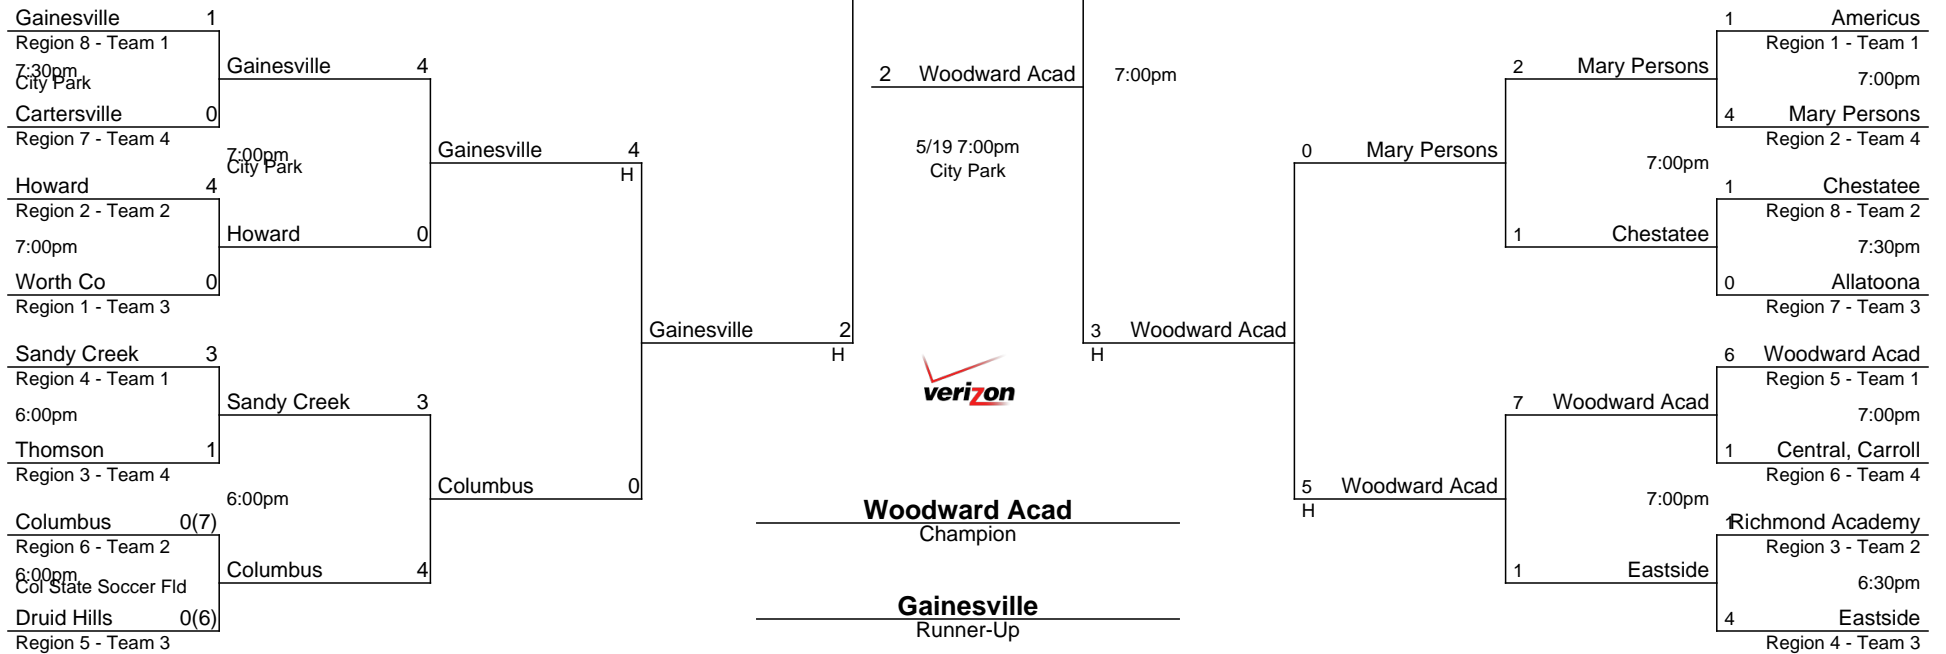 Gainesville 1
Region 8 - Team 1
7:30pm
City Park
Cartersville 0
Region 7 - Team 4
Howard 4
Region 2 - Team 2
7:00pm
Worth Co 0
Region 1 - Team 3
Sandy Creek 3
Region 4 - Team 1
6:00pm
Thomson 1
Region 3 - Team 4
Columbus 0(7)
Region 6 - Team 2
6:00pm
Col State Soccer Fld
Druid Hills 0(6)
Region 5 - Team 3
Gainesville 4
7:00pm
City Park
Howard 0
Sandy Creek 3
6:00pm
Columbus 4
Gainesville 4
H
Columbus 0
Gainesville 2
H
2 Woodward Acad
5/19 7:00pm
City Park
verizon
Woodward Acad
Champion
Gainesville
Runner-Up
7:00pm
3 Woodward Acad
H
0 Mary Persons
5 Woodward Acad
H
2 Mary Persons
7:00pm
1 Chestatee
7 Woodward Acad
7:00pm
1 Eastside
1 Americus
Region 1 - Team 1
7:00pm
4 Mary Persons
Region 2 - Team 4
1 Chestatee
Region 8 - Team 2
7:30pm
0 Allatoona
Region 7 - Team 3
6 Woodward Acad
Region 5 - Team 1
7:00pm
1 Central, Carroll
Region 6 - Team 4
1 Richmond Academy
Region 3 - Team 2
6:30pm
4 Eastside
Region 4 - Team 3